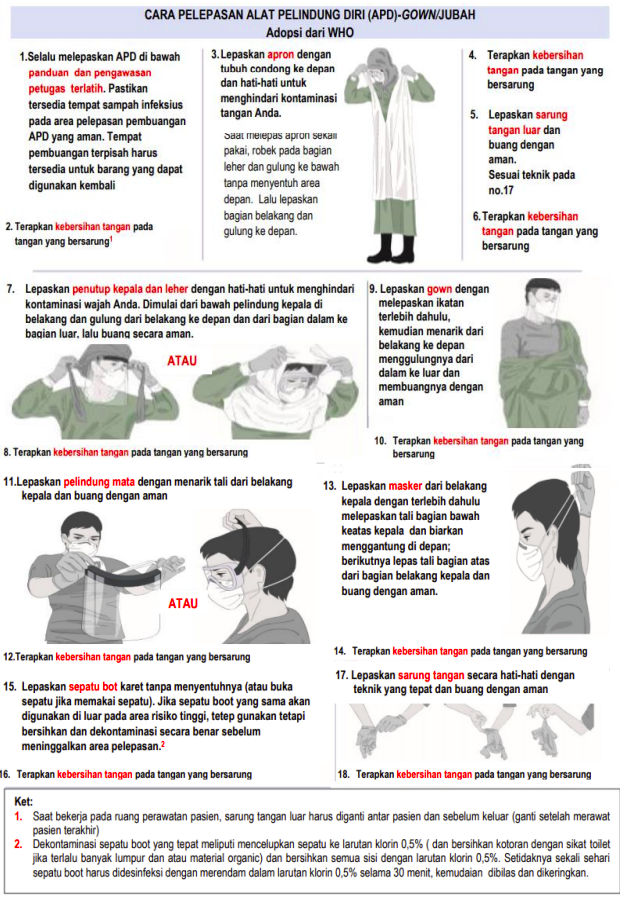 CARA PELEPASAN ALAT PELINDUNG DIRI (APD)-GOWN/JUBAH
Adopsi dari WHO
1.Selalu melepaskan APD di bawah
panduan dan pengawasan
petugas terlatih. Pastikan
tersedia tempat sampah infeksius
pada area pelepasan pembuangan
APD yang aman. Tempat
pembuangan terpisah harus
tersedia untuk barang yang dapat
digunakan kembali
2. Terapkan kebersihan tangan pada
tangan yang bersarung1
3. Lepaskan apron dengan
tubuh condong ke depan
dan hati-hati untuk
menghindari kontaminasi
tangan Anda.
Saat melepas apron sekali
pakai, robek pada bagian
leher dan gulung ke bawah
tanpa menyentuh area
depan. Lalu lepaskan
bagian belakang dan
gulung ke depan.
4. Terapkan kebersihan
tangan pada tangan yang
bersarung
5. Lepaskan sarung
tangan luar dan
buang dengan
aman.
Sesuai teknik pada
no.17
6. Terapkan kebersihan
tangan pada tangan yang
bersarung
7. Lepaskan penutup kepala dan leher dengan hati-hati untuk menghindari
kontaminasi wajah Anda. Dimulai dari bawah pelindung kepala di
belakang dan gulung dari belakang ke depan dan dari bagian dalam ke
bagian luar, lalu buang secara aman.
ATAU
8. Terapkan kebersihan tangan pada tangan yang bersarung
9. Lepaskan gown dengan
melepaskan ikatan
terlebih dahulu,
kemudian menarik dari
belakang ke depan
menggulungnya dari
dalam ke luar dan
membuangnya dengan
aman
10. Terapkan kebersihan tangan pada tangan yang
bersarung
11.Lepaskan pelindung mata dengan menarik tali dari belakang
kepala dan buang dengan aman
ATAU
12.Terapkan kebersihan tangan pada tangan yang bersarung
13. Lepaskan masker dari belakang
kepala dengan terlebih dahulu
melepaskan tali bagian bawah
keatas kepala dan biarkan
menggantung di depan;
berikutnya lepas tali bagian atas
dari bagian belakang kepala dan
buang dengan aman.
14. Terapkan kebersihan tangan pada tangan yang bersarung
15. Lepaskan sepatu bot karet tanpa menyentuhnya (atau buka
sepatu jika memakai sepatu). Jika sepatu boot yang sama akan
digunakan di luar pada area risiko tinggi, tetep gunakan tetapi
bersihkan dan dekontaminasi secara benar sebelum
meninggalkan area pelepasan.2
16. Terapkan kebersihan tangan pada tangan yang bersarung
17. Lepaskan sarung tangan secara hati-hati dengan
teknik yang tepat dan buang dengan aman
18. Terapkan kebersihan tangan pada tangan yang bersarung
Ket:
1. Saat bekerja pada ruang perawatan pasien, sarung tangan luar harus diganti antar pasien dan sebelum keluar (ganti setelah merawat
pasien terakhir)
2. Dekontaminasi sepatu boot yang tepat meliputi mencelupkan sepatu ke larutan klorin 0,5% ( dan bersihkan kotoran dengan sikat toilet
jika terlalu banyak lumpur dan atau material organic) dan bersihkan semua sisi dengan larutan klorin 0,5%. Setidaknya sekali sehari
sepatu boot harus didesinfeksi dengan merendam dalam larutan klorin 0,5% selama 30 menit, kemudaian dibilas dan dikeringkan.